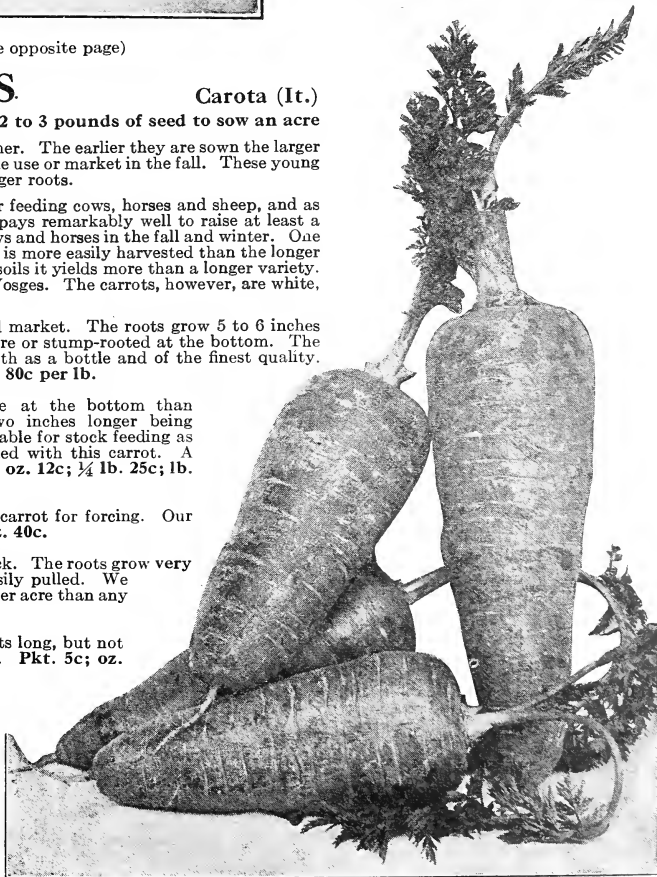 e opposite page)
S. Carota (It.)
2 to 3 pounds of seed to sow an acre
ner. The earlier they are sown the larger
e use or market in the fall. These young
ger roots.
r feeding cows, horses and sheep, and as
pays remarkably well to raise at least a
vs and horses in the fall and winter. One
is more easily harvested than the longer
soils it yields more than a longer variety.
osges. The carrots, however, are white,
l market. The roots grow 5 to 6 inches
re or stump-rooted at the bottom. The
th as a bottle and of the finest quality.
80c per lb.
e at the bottom than
vo inches longer being
able for stock feeding as
ed with this carrot. A
oz. 12c; ¼ lb. 25c; lb.
carrot for forcing. Our
. 40c.
k. The roots grow very
sily pulled. We
er acre than any
ts long, but not
. Pkt. 5c; oz.